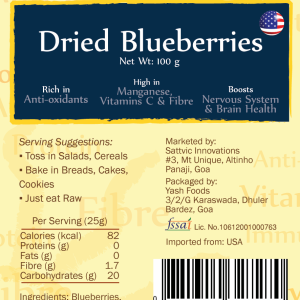 Dried Blueberries
Net Wt: 100 g
Rich in
Anti-oxidants
High in
Manganese,
Vitamins C & Fibre
Boosts
Nervous System
& Brain Health
Serving Suggestions:
• Toss in Salads, Cereals
• Bake in Breads, Cakes,
Cookies
• Just eat Raw
Per Serving (25g)
Calories (kcal) 82
Proteins (g) 0
Fats (g) 0
Fibre (g) 1.7
Carbohydrates (g) 20
Ingredients: Blueberries,
Marketed by:
Sattvic Innovations
#3, Mt Unique, Altinho
Panaji, Goa
Packaged by:
Yash Foods
3/2/G Karaswada, Dhuler
Bardez, Goa
fssai Lic. No.10612001000763
Imported from: USA